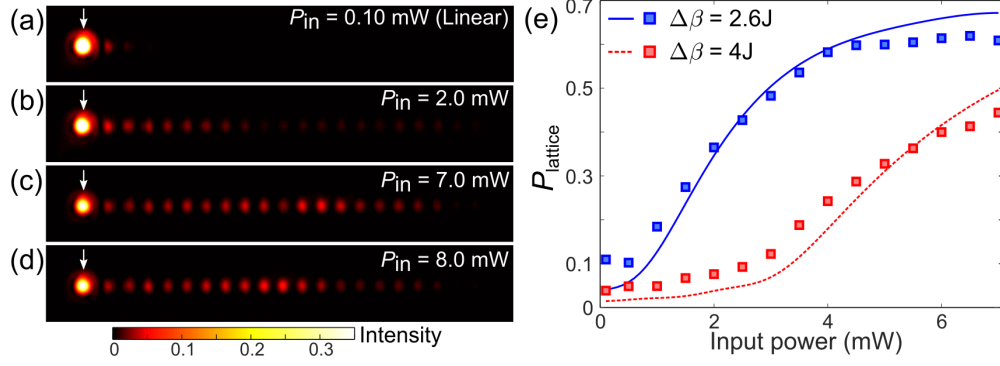 (a)
P_in = 0.10 mW (Linear)
(b)
P_in = 2.0 mW
(c)
P_in = 7.0 mW
(d)
P_in = 8.0 mW
0 0.1 0.2 0.3 Intensity
(e)
Δβ = 2.6J
Δβ = 4J
0.7
0.5
0.3
0.1
0
P_lattice
0 2 4 6
Input power (mW)